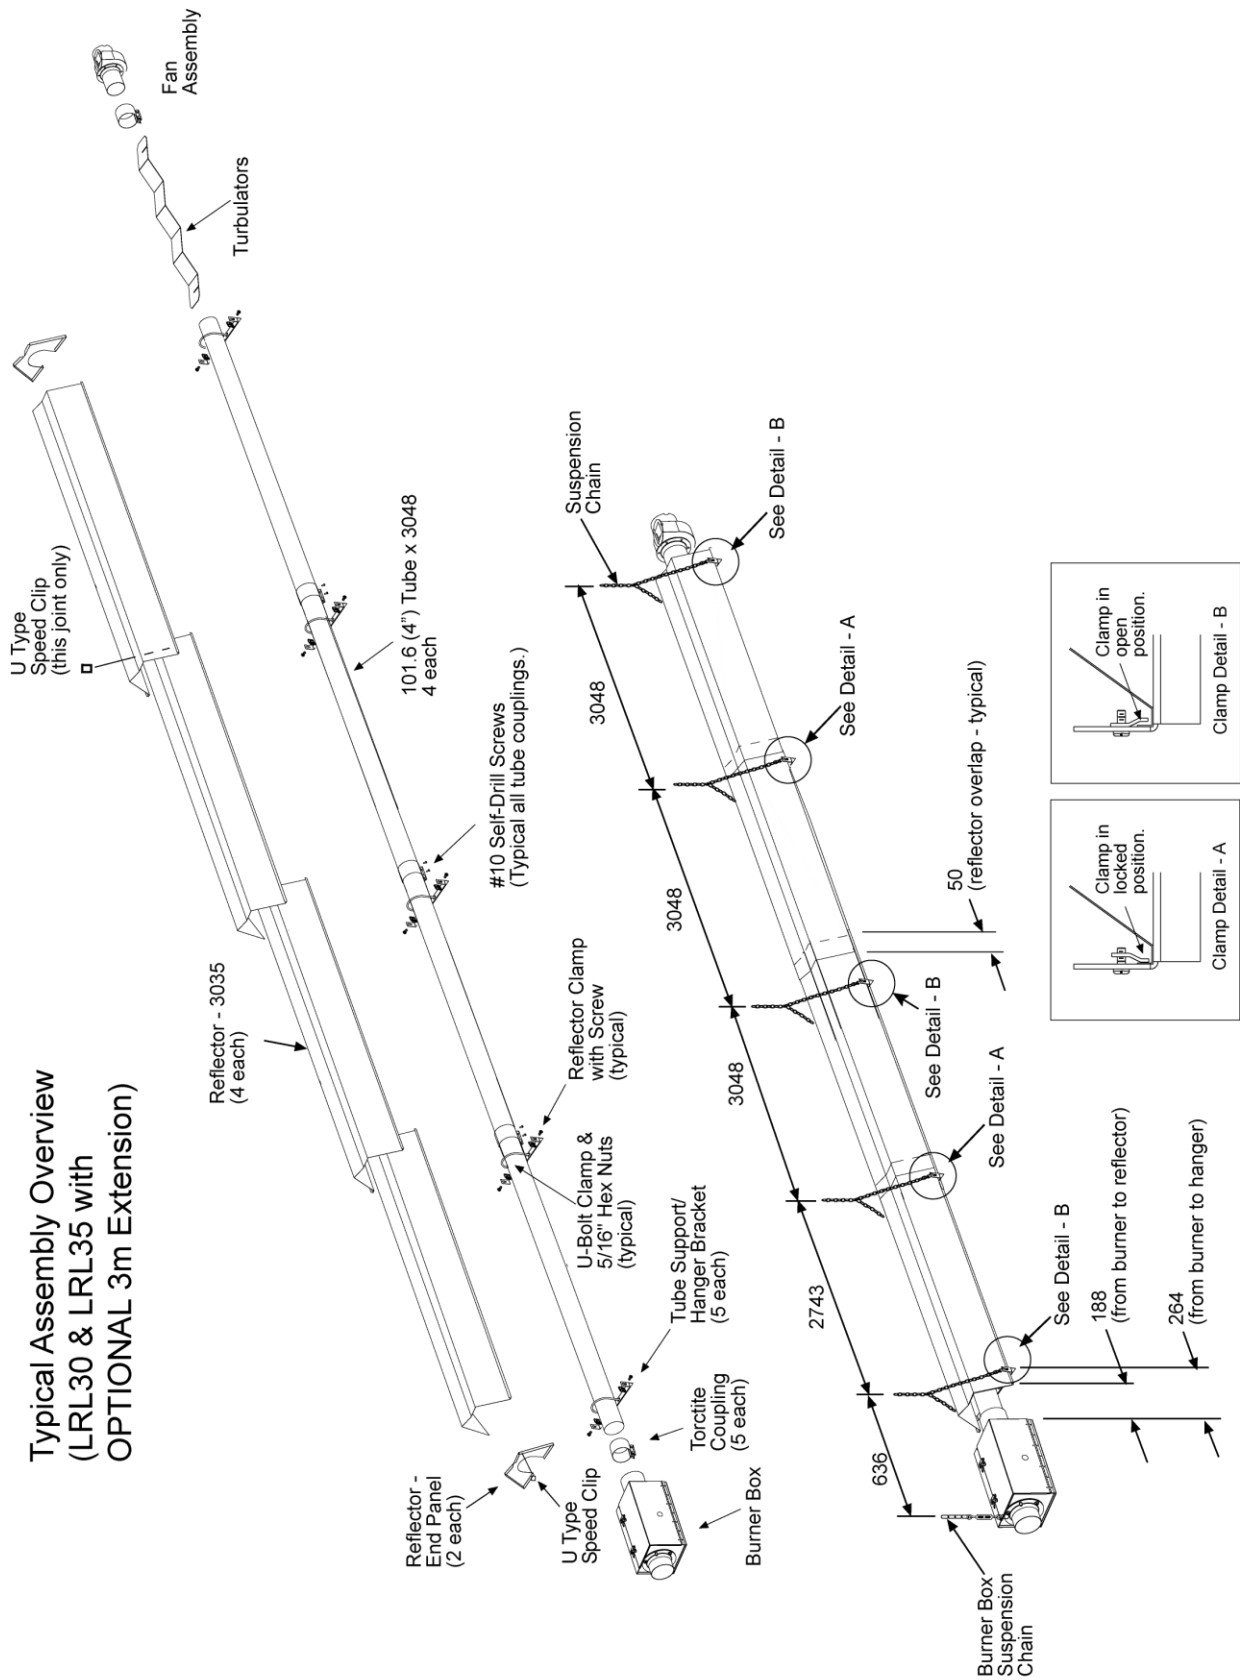 Typical Assembly Overview
(LRL30 & LRL35 with
OPTIONAL 3m Extension)
Fan
Assembly
Turbulators
U Type
Speed Clip
(this joint only)
101.6 (4") Tube x 3048
4 each
#10 Self-Drill Screws
(Typical all tube couplings.)
Reflector - 3035
(4 each)
Reflector Clamp
with Screw
(typical)
U-Bolt Clamp &
5/16" Hex Nuts
(typical)
Tube Support/
Hanger Bracket
(5 each)
Torctite
Coupling
(5 each)
Reflector -
End Panel
(2 each)
U Type
Speed Clip
Burner Box
Suspension
Chain
See Detail - B
3048
See Detail - A
3048
50
(reflector overlap - typical)
See Detail - B
3048
See Detail - A
2743
See Detail - B
188
(from burner to reflector)
264
(from burner to hanger)
636
Burner Box
Suspension
Chain
Clamp in
locked
position.
Clamp Detail - A
Clamp in
open
position.
Clamp Detail - B